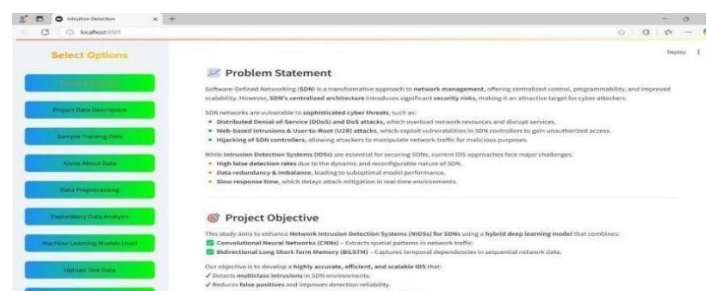 Intrusion Detection
localhost:8501
Deploy
Select Options
Project Data Description
Sample Training Data
Know About Data
Data Preprocessing
Exploratory Data Analysis
Machine Learning Models Used
Upload Test Data
Problem Statement
Software-Defined Networking (SDN) is a transformative approach to network management, offering centralized control, programmability, and improved
scalability. However, SDN's centralized architecture introduces significant security risks, making it an attractive target for cyber attackers.
SDN networks are vulnerable to sophisticated cyber threats, such as:
• Distributed Denial-of-Service (DDoS) and DoS attacks, which overload network resources and disrupt services.
• Web-based Intrusions & User-to-Root (U2R) attacks, which exploit vulnerabilities in SDN controllers to gain unauthorized access.
• Hijacking of SDN controllers, allowing attackers to manipulate network traffic for malicious purposes.
While Intrusion Detection Systems (IDSs) are essential for securing SDNs, current IDS approaches face major challenges:
• High false detection rates due to the dynamic and reconfigurable nature of SDN.
• Data redundancy & imbalance, leading to suboptimal model performance.
• Slow response time, which delays attack mitigation in real-time environments.
Project Objective
This study aims to enhance Network Intrusion Detection Systems (NIDSs) for SDNs using a hybrid deep learning model that combines:
✅ Convolutional Neural Networks (CNNs) – Extracts spatial patterns in network traffic.
✅ Bidirectional Long Short-Term Memory (BiLSTM) – Captures temporal dependencies in sequential network data.
Our objective is to develop a highly accurate, efficient, and scalable IDS that:
✓ Detects multiclass intrusions in SDN environments.
✓ Reduces false positives and improves detection reliability.